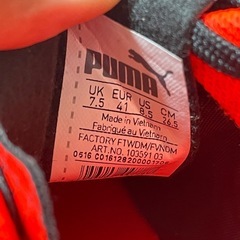 PUMA
UK EUR US CM
7.5 41 8.5 26.5
Made in Vietnam
Fabriqué au Vietnam
FACTORY F1WDM/FVNDM
ART.NO. 103591 03